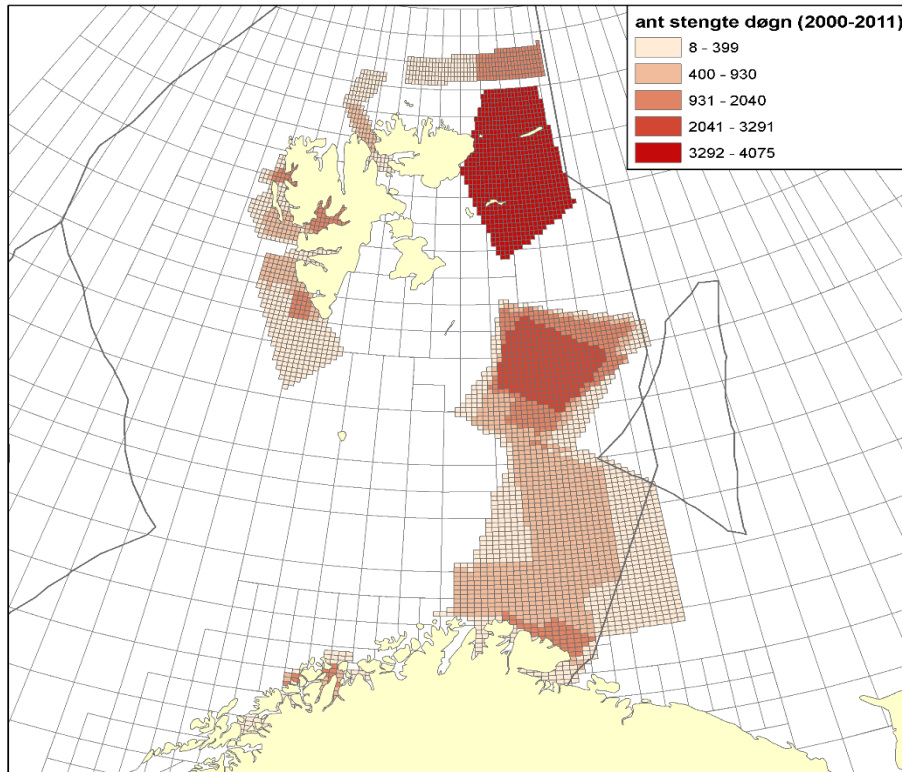 ant stengte døgn (2000-2011)
8 - 399
400 - 930
931 - 2040
2041 - 3291
3292 - 4075